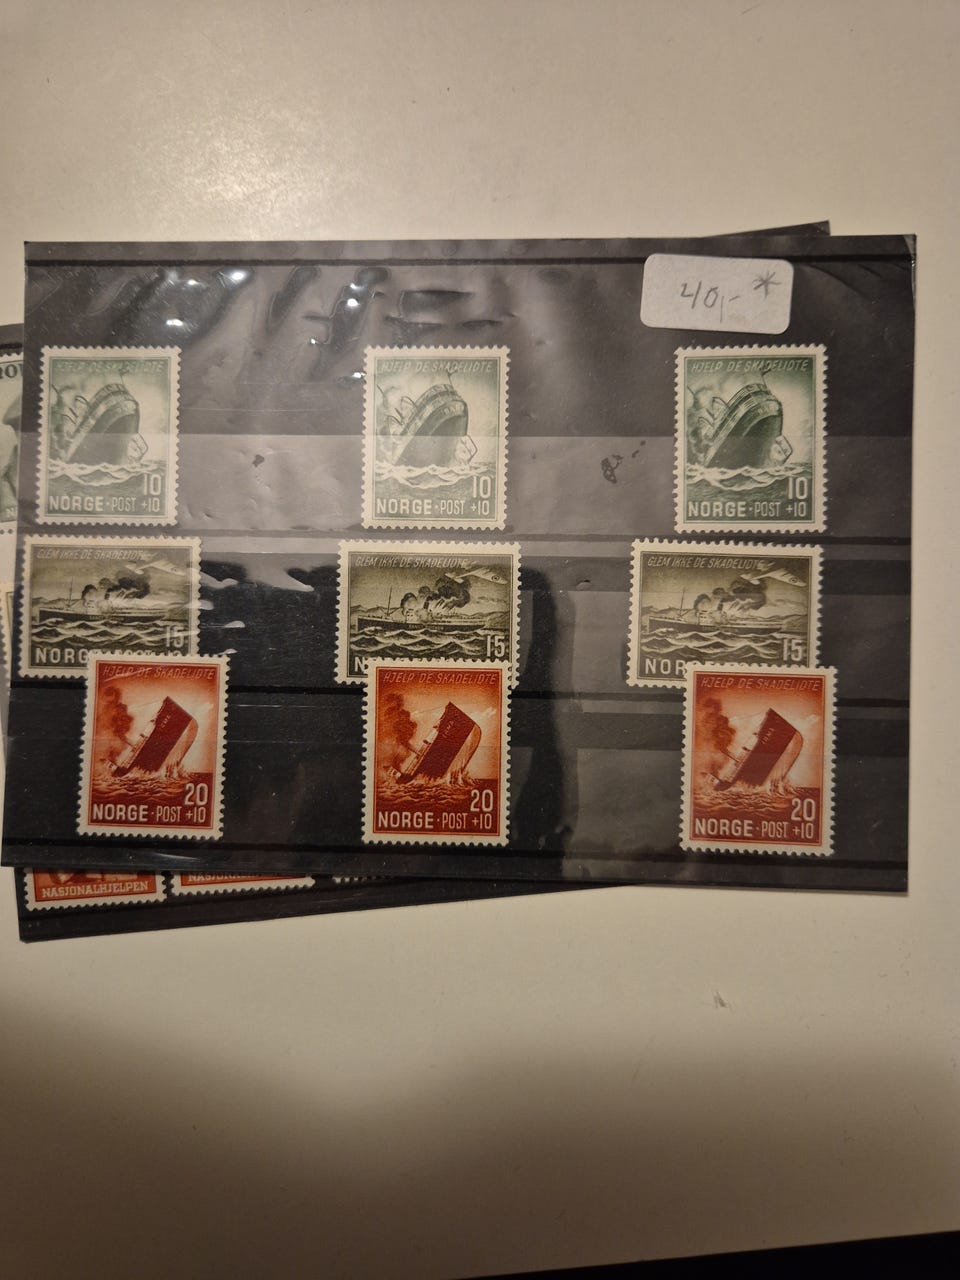 40,- *
HJELP DE SKADELIDTE
10
NORGE · POST +10
HJELP DE SKADELIDTE
10
NORGE · POST +10
HJELP DE SKADELIDTE
10
NORGE · POST +10
GLEM IKKE DE SKADELIDTE
15
GLEM IKKE DE SKADELIDTE
15
GLEM IKKE DE SKADELIDTE
15
HJELP DE SKADELIDTE
20
NORGE · POST +10
HJELP DE SKADELIDTE
IRMA
20
NORGE · POST +10
HJELP DE SKADELIDTE
IRMA
20
NORGE · POST +10
NASJONALHJELPEN
NASJONALHJELPEN